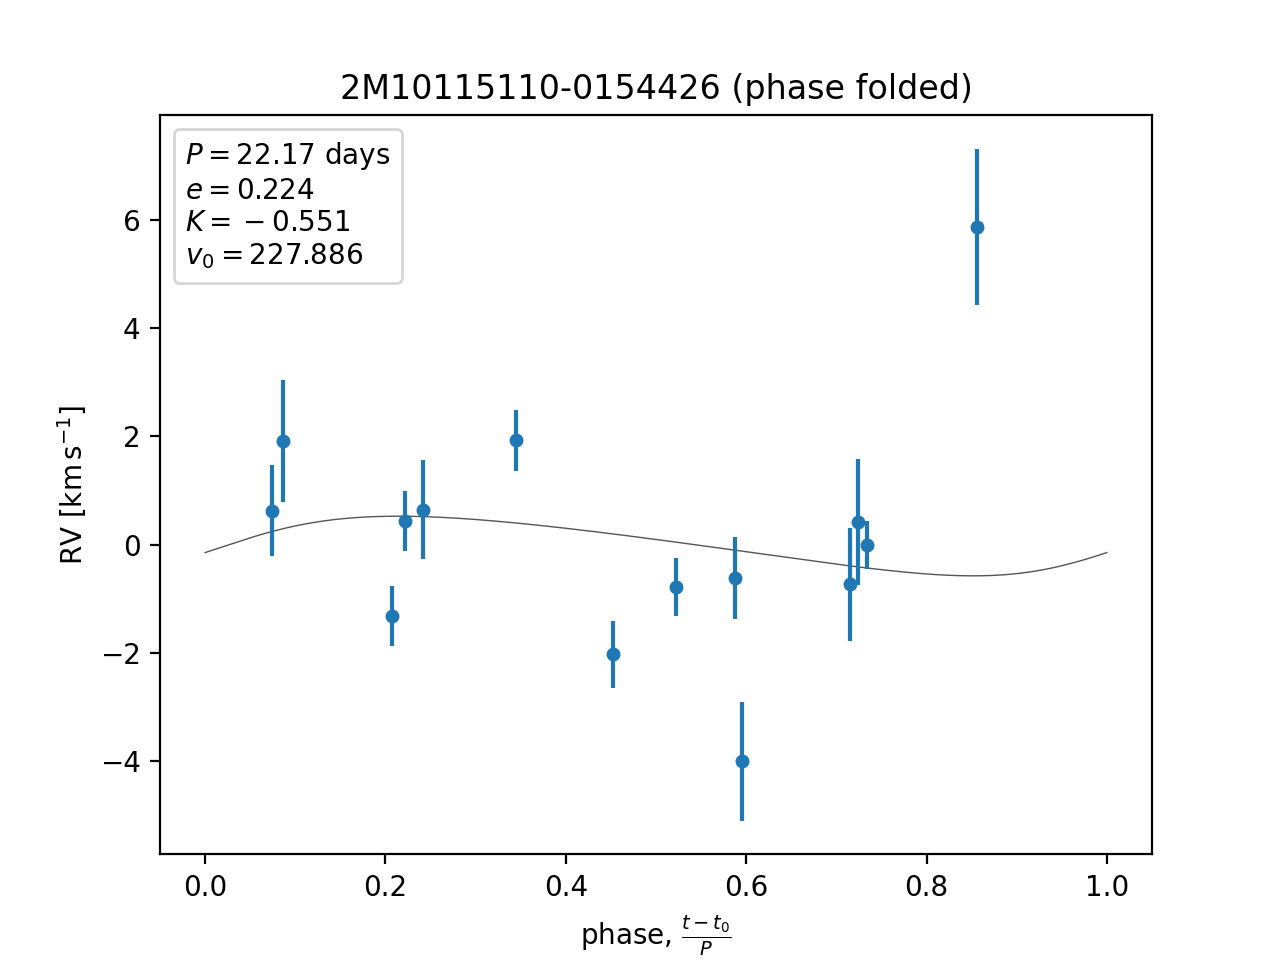 2M10115110-0154426 (phase folded)
P = 22.17 days
e = 0.224
K = −0.551
v₀ = 227.886
6
4
2
0
−2
−4
RV [km s⁻¹]
0.0 0.2 0.4 0.6 0.8 1.0
phase, (t − t₀)/P